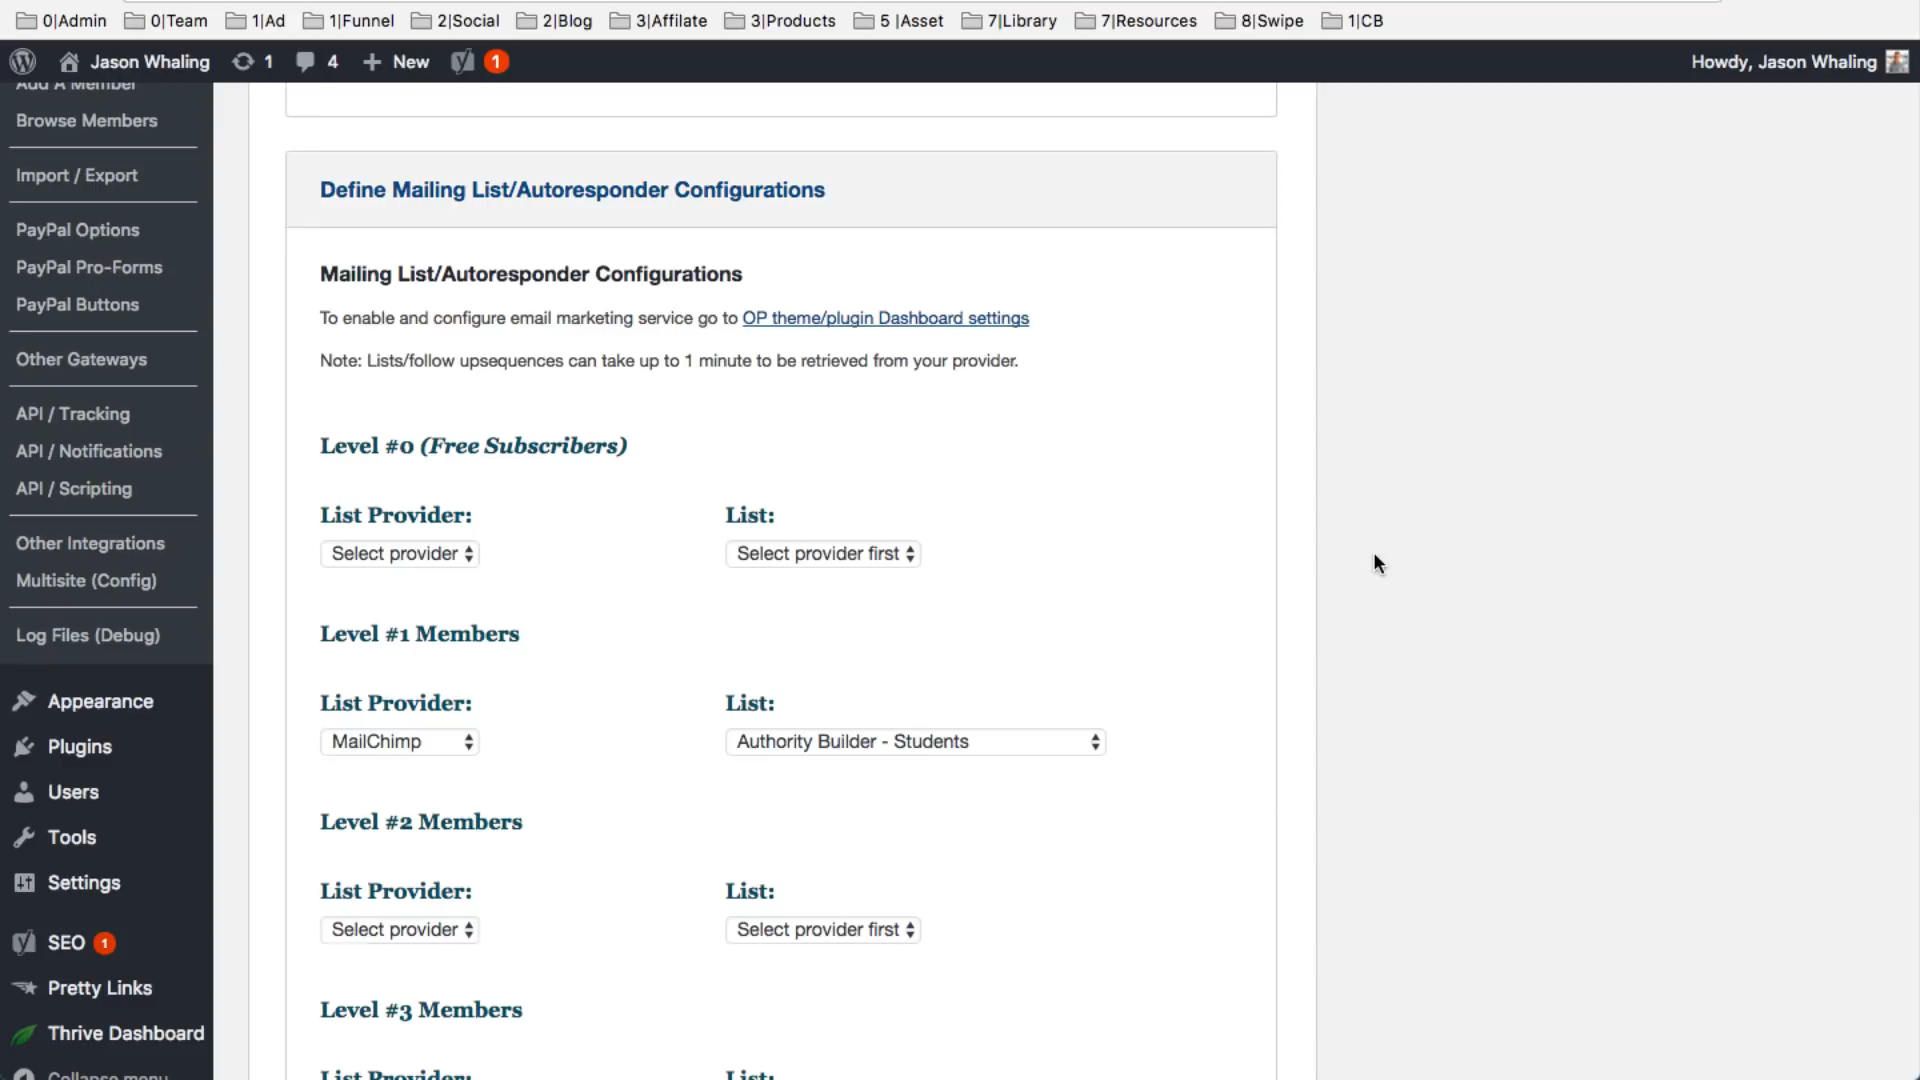 0|Admin 0|Team 1|Ad 1|Funnel 2|Social 2|Blog 3|Affilate 3|Products 5 |Asset 7|Library 7|Resources 8|Swipe 1|CB
Jason Whaling 1 4 New 1 Howdy, Jason Whaling
Add A Member
Browse Members
Import / Export
PayPal Options
PayPal Pro-Forms
PayPal Buttons
Other Gateways
API / Tracking
API / Notifications
API / Scripting
Other Integrations
Multisite (Config)
Log Files (Debug)
Appearance
Plugins
Users
Tools
Settings
SEO 1
Pretty Links
Thrive Dashboard
Collapse menu
Define Mailing List/Autoresponder Configurations
Mailing List/Autoresponder Configurations
To enable and configure email marketing service go to OP theme/plugin Dashboard settings
Note: Lists/follow upsequences can take up to 1 minute to be retrieved from your provider.
Level #0 (Free Subscribers)
List Provider: List:
Select provider Select provider first
Level #1 Members
List Provider: List:
MailChimp Authority Builder - Students
Level #2 Members
List Provider: List:
Select provider Select provider first
Level #3 Members
List Provider: List: